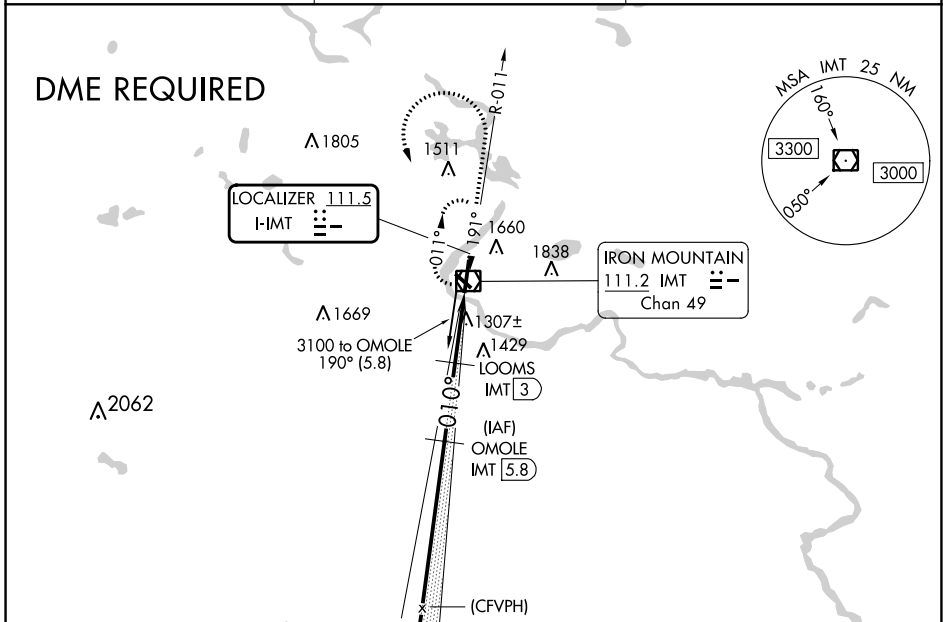 DME REQUIRED
R-011
MSA IMT 25 NM
160°
3300
3000
050°
1805
1511
LOCALIZER 111.5
I-IMT
011°
191°
1660
1838
IRON MOUNTAIN
111.2 IMT
Chan 49
1669
1307±
3100 to OMOLE
190° (5.8)
1429
LOOMS
IMT 3
2062
010°
(IAF)
OMOLE
IMT 5.8
(CFVPH)
x